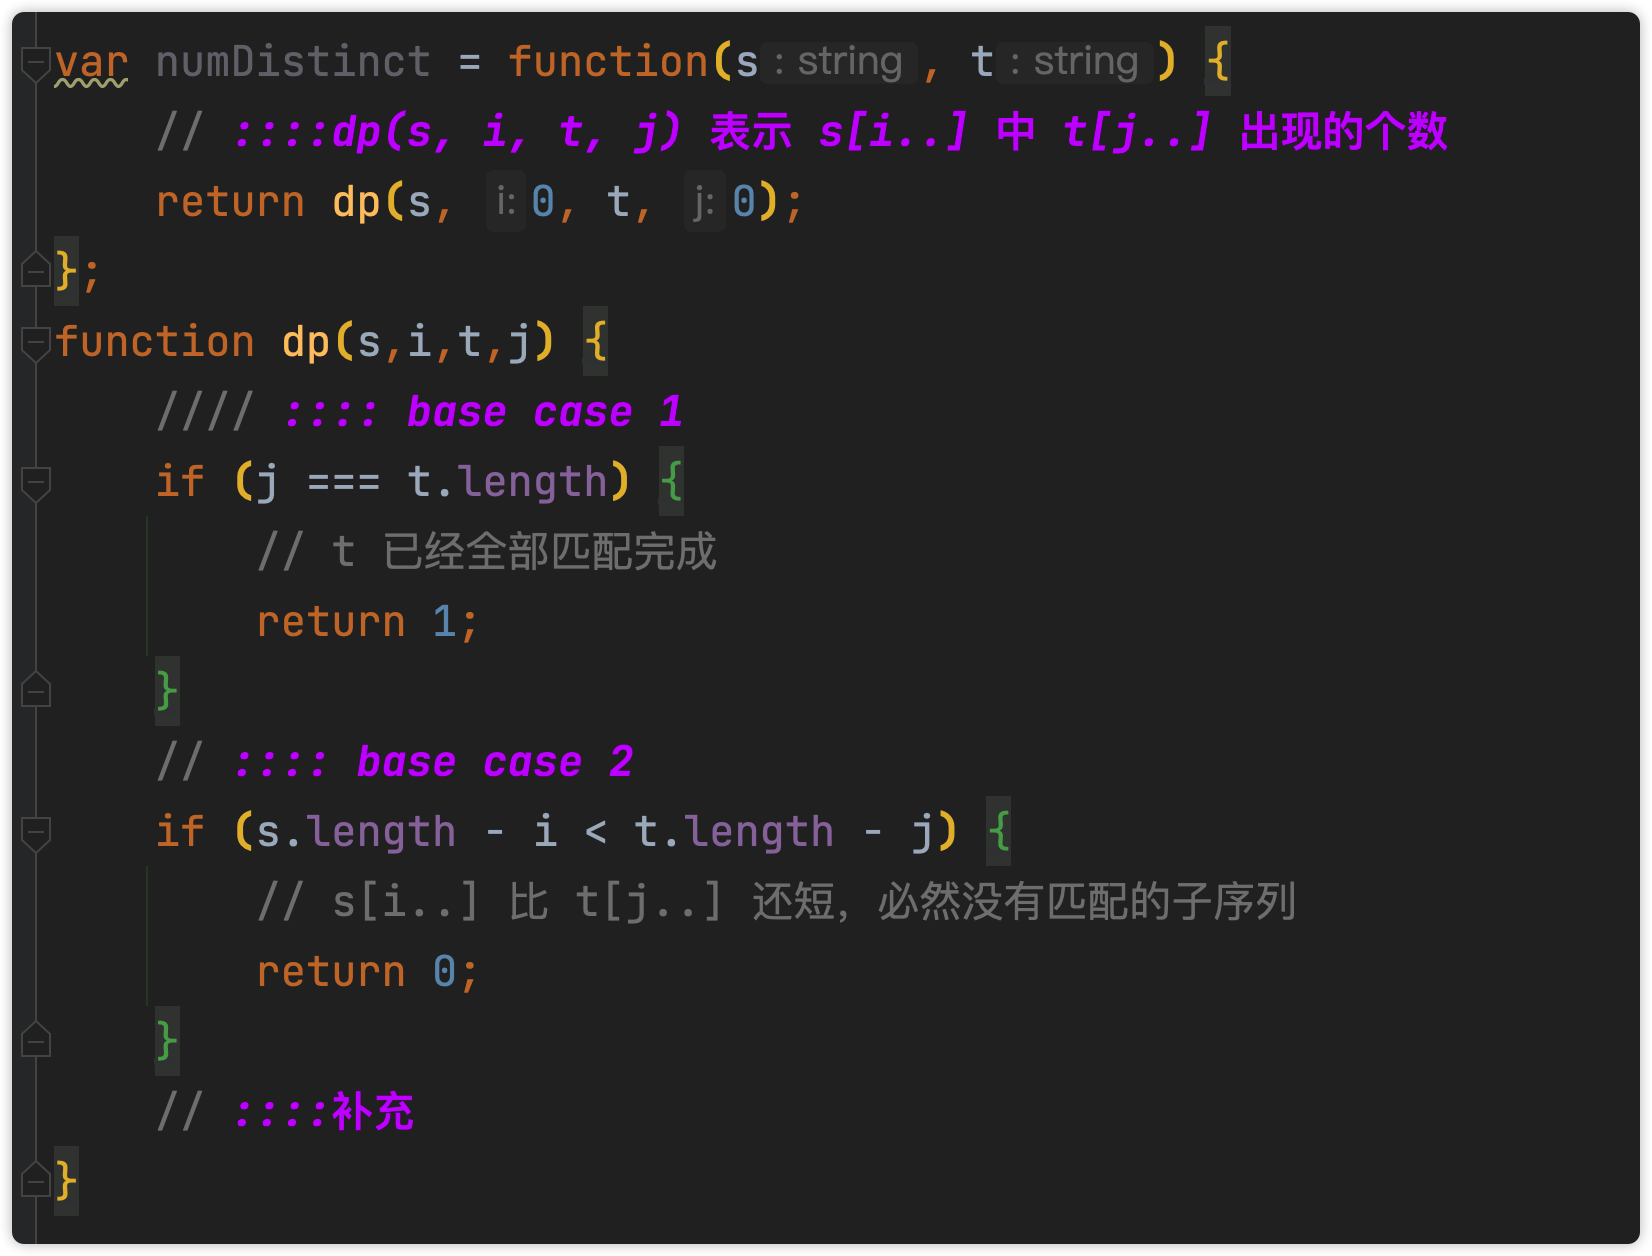 var numDistinct = function(s : string , t : string ) {
    // ::::dp(s, i, t, j) 表示 s[i..] 中 t[j..] 出现的个数
    return dp(s, i: 0, t, j: 0);
};
function dp(s,i,t,j) {
    //// :::: base case 1
    if (j === t.length) {
        // t 已经全部匹配完成
        return 1;
    }
    // :::: base case 2
    if (s.length - i < t.length - j) {
        // s[i..] 比 t[j..] 还短，必然没有匹配的子序列
        return 0;
    }
    // ::::补充
}